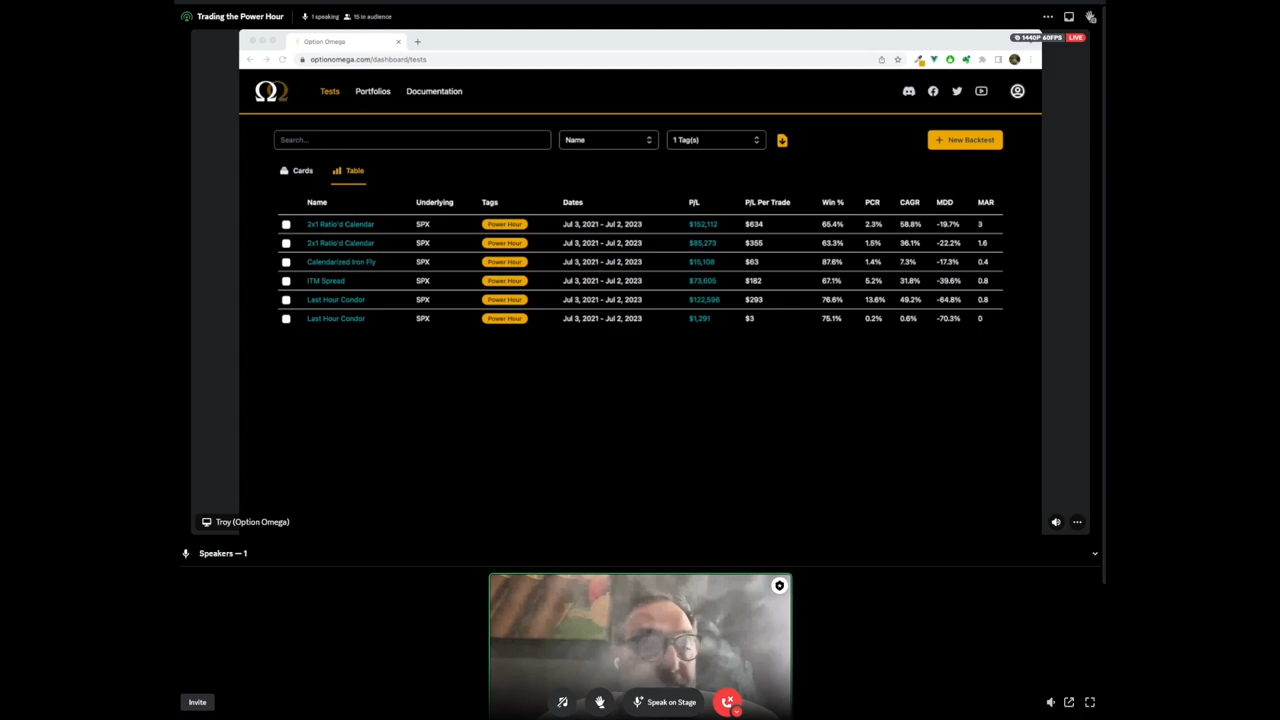 Trading the Power Hour 1 speaking 15 in audience
Option Omega
1440P 60FPS LIVE
optionomega.com/dashboard/tests
Tests Portfolios Documentation
Search... Name 1 Tag(s) + New Backtest
Cards Table
Name Underlying Tags Dates P/L P/L Per Trade Win % PCR CAGR MDD MAR
2x1 Ratio'd Calendar SPX Power Hour Jul 3, 2021 - Jul 2, 2023 $152,112 $634 65.4% 2.3% 58.8% -19.7% 3
2x1 Ratio'd Calendar SPX Power Hour Jul 3, 2021 - Jul 2, 2023 $85,273 $355 63.3% 1.5% 36.1% -22.2% 1.6
Calendarized Iron Fly SPX Power Hour Jul 3, 2021 - Jul 2, 2023 $15,108 $63 87.6% 1.4% 7.3% -17.3% 0.4
ITM Spread SPX Power Hour Jul 3, 2021 - Jul 2, 2023 $73,605 $182 67.1% 5.2% 31.8% -39.6% 0.8
Last Hour Condor SPX Power Hour Jul 3, 2021 - Jul 2, 2023 $122,596 $293 76.6% 13.6% 49.2% -64.8% 0.8
Last Hour Condor SPX Power Hour Jul 3, 2021 - Jul 2, 2023 $1,291 $3 75.1% 0.2% 0.6% -70.3% 0
Troy (Option Omega)
Speakers — 1
Invite Speak on Stage